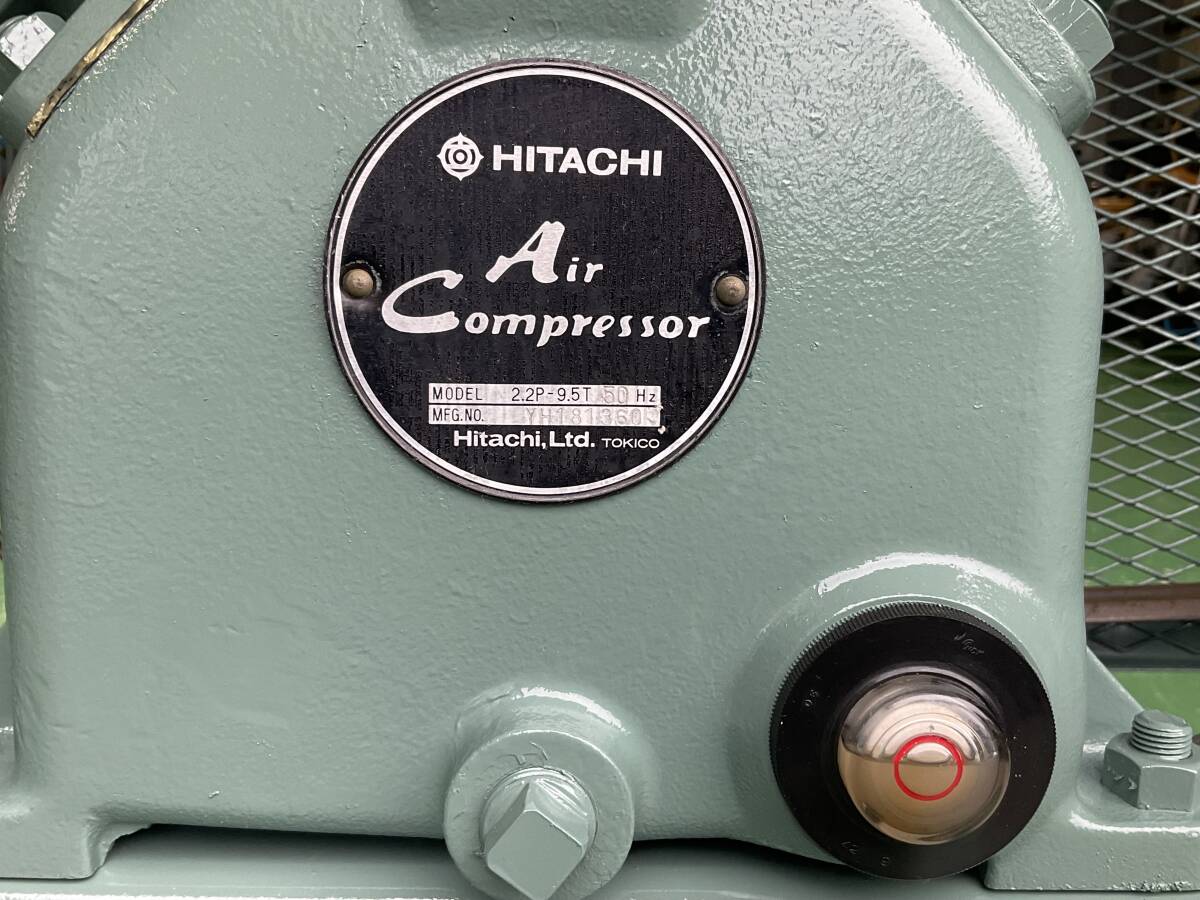 HITACHI
Air
Compressor
MODEL 2.2P-9.5T 50 Hz
MFG.NO.
Hitachi,Ltd. TOKICO